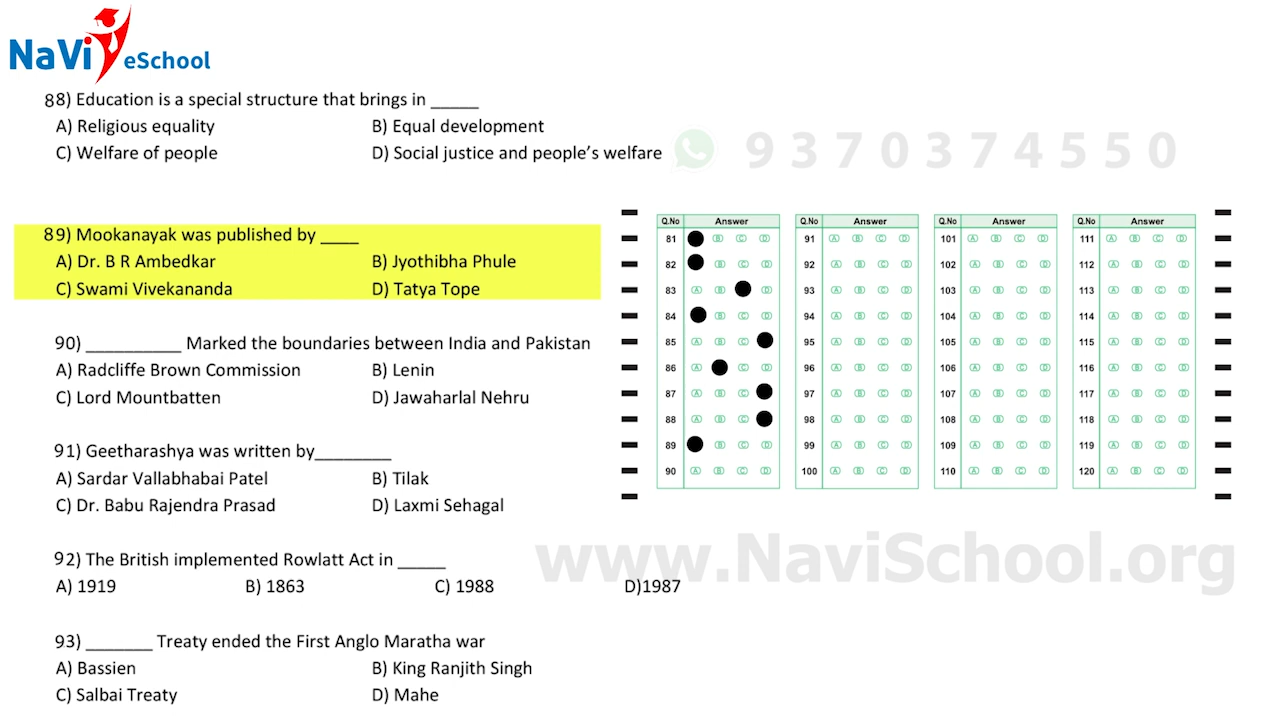 NaVi eSchool
88) Education is a special structure that brings in _____
A) Religious equality B) Equal development
C) Welfare of people D) Social justice and people’s welfare
9370374550
89) Mookanayak was published by ____
A) Dr. B R Ambedkar B) Jyothibha Phule
C) Swami Vivekananda D) Tatya Tope
90) __________ Marked the boundaries between India and Pakistan
A) Radcliffe Brown Commission B) Lenin
C) Lord Mountbatten D) Jawaharlal Nehru
91) Geetharashya was written by________
A) Sardar Vallabhabai Patel B) Tilak
C) Dr. Babu Rajendra Prasad D) Laxmi Sehagal
92) The British implemented Rowlatt Act in _____
A) 1919 B) 1863 C) 1988 D)1987
93) _______ Treaty ended the First Anglo Maratha war
A) Bassien B) King Ranjith Singh
C) Salbai Treaty D) Mahe
Q.No Answer Q.No Answer Q.No Answer Q.No Answer
81 B C D 91 A B C D 101 A B C D 111 A B C D
82 B C D 92 A B C D 102 A B C D 112 A B C D
83 A B D 93 A B C D 103 A B C D 113 A B C D
84 B C D 94 A B C D 104 A B C D 114 A B C D
85 A B C 95 A B C D 105 A B C D 115 A B C D
86 A C D 96 A B C D 106 A B C D 116 A B C D
87 A B C 97 A B C D 107 A B C D 117 A B C D
88 A B C 98 A B C D 108 A B C D 118 A B C D
89 B C D 99 A B C D 109 A B C D 119 A B C D
90 A B C D 100 A B C D 110 A B C D 120 A B C D
www.NaviSchool.org